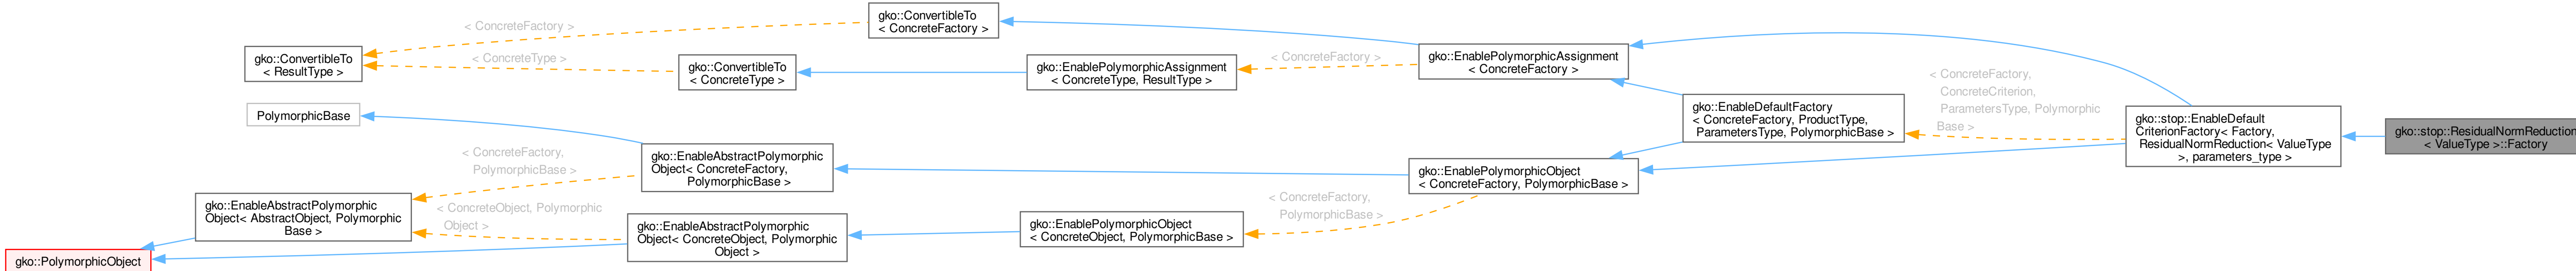 gko::ConvertibleTo
< ResultType >
PolymorphicBase
gko::EnableAbstractPolymorphic
Object< AbstractObject, Polymorphic
Base >
gko::PolymorphicObject
< ConcreteFactory >
< ConcreteType >
< ConcreteFactory,
PolymorphicBase >
< ConcreteObject, Polymorphic
Object >
gko::ConvertibleTo
< ConcreteFactory >
gko::ConvertibleTo
< ConcreteType >
gko::EnableAbstractPolymorphic
Object< ConcreteFactory,
PolymorphicBase >
gko::EnableAbstractPolymorphic
Object< ConcreteObject, Polymorphic
Object >
gko::EnablePolymorphicAssignment
< ConcreteType, ResultType >
gko::EnablePolymorphicObject
< ConcreteObject, PolymorphicBase >
< ConcreteFactory >
< ConcreteFactory,
PolymorphicBase >
gko::EnablePolymorphicAssignment
< ConcreteFactory >
gko::EnablePolymorphicObject
< ConcreteFactory, PolymorphicBase >
gko::EnableDefaultFactory
< ConcreteFactory, ProductType,
ParametersType, PolymorphicBase >
< ConcreteFactory,
ConcreteCriterion,
ParametersType, Polymorphic
Base >
gko::stop::EnableDefault
CriterionFactory< Factory,
ResidualNormReduction< ValueType
>, parameters_type >
gko::stop::ResidualNormReduction
< ValueType >::Factory